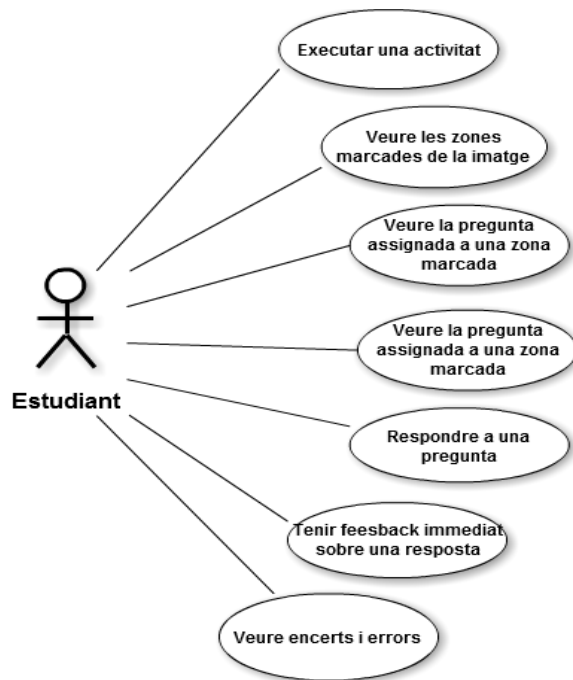 Executar una activitat
Veure les zones
marcades de la imatge
Veure la pregunta
assignada a una zona
marcada
Veure la pregunta
assignada a una zona
marcada
Estudiant
Respondre a una
pregunta
Tenir feesback immediat
sobre una resposta
Veure encerts i errors